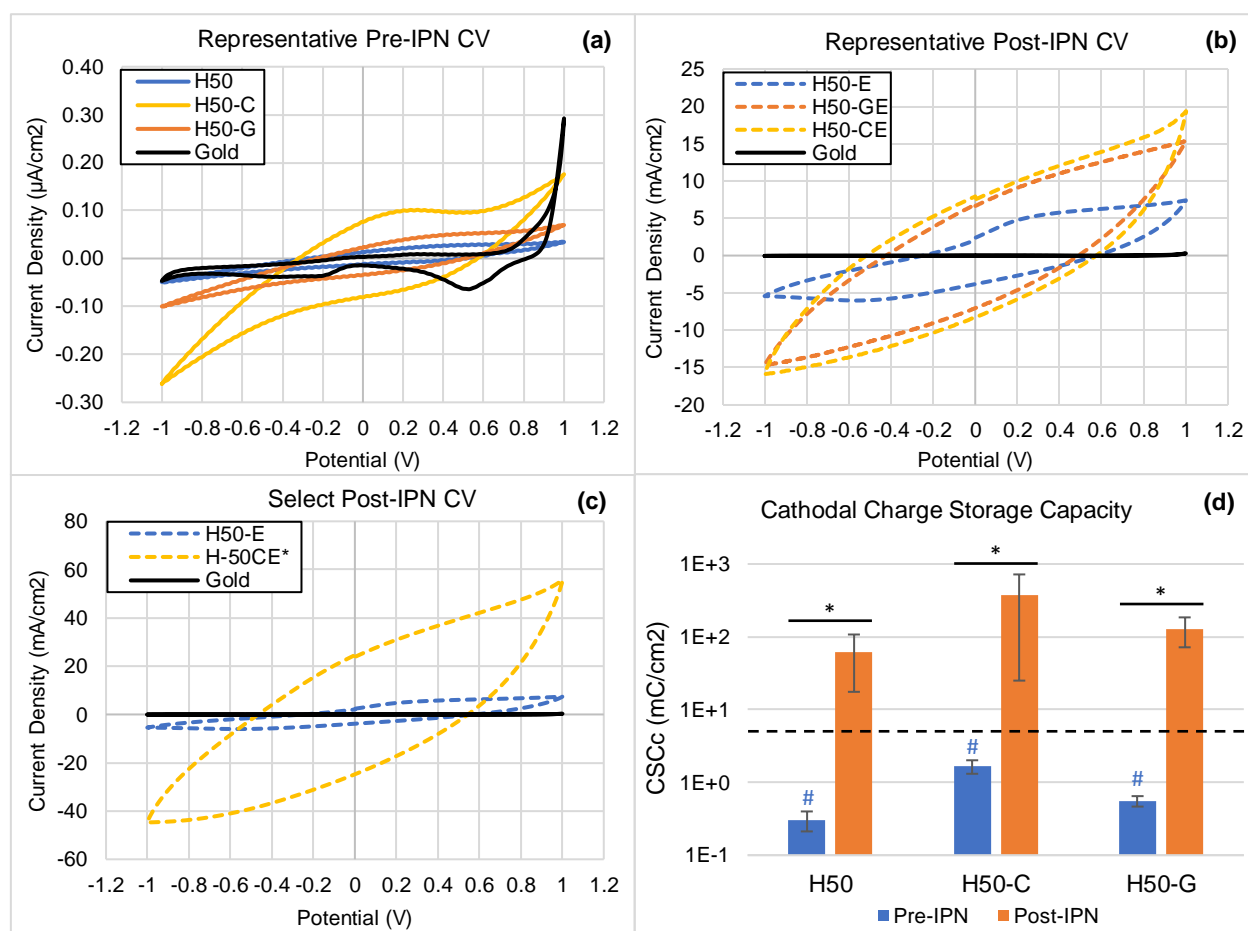 Representative Pre-IPN CV
(a)
0.40
0.30
0.20
0.10
0.00
-0.10
-0.20
-0.30
Current Density (µA/cm2)
H50
H50-C
H50-G
Gold
-1.2 -1 -0.8 -0.6 -0.4 -0.2 0 0.2 0.4 0.6 0.8 1 1.2
Potential (V)
Representative Post-IPN CV
(b)
25
20
15
10
5
0
-5
-10
-15
-20
Current Density (mA/cm2)
H50-E
H50-GE
H50-CE
Gold
-1.2 -1 -0.8 -0.6 -0.4 -0.2 0 0.2 0.4 0.6 0.8 1 1.2
Potential (V)
Select Post-IPN CV
(c)
80
60
40
20
0
-20
-40
-60
Current Density (mA/cm2)
H50-E
H-50CE*
Gold
-1.2 -1 -0.8 -0.6 -0.4 -0.2 0 0.2 0.4 0.6 0.8 1 1.2
Potential (V)
(d)
Cathodal Charge Storage Capacity
1E+3
1E+2
1E+1
1E+0
1E-1
CSCc (mC/cm2)
* * *
# # #
H50 H50-C H50-G
Pre-IPN Post-IPN